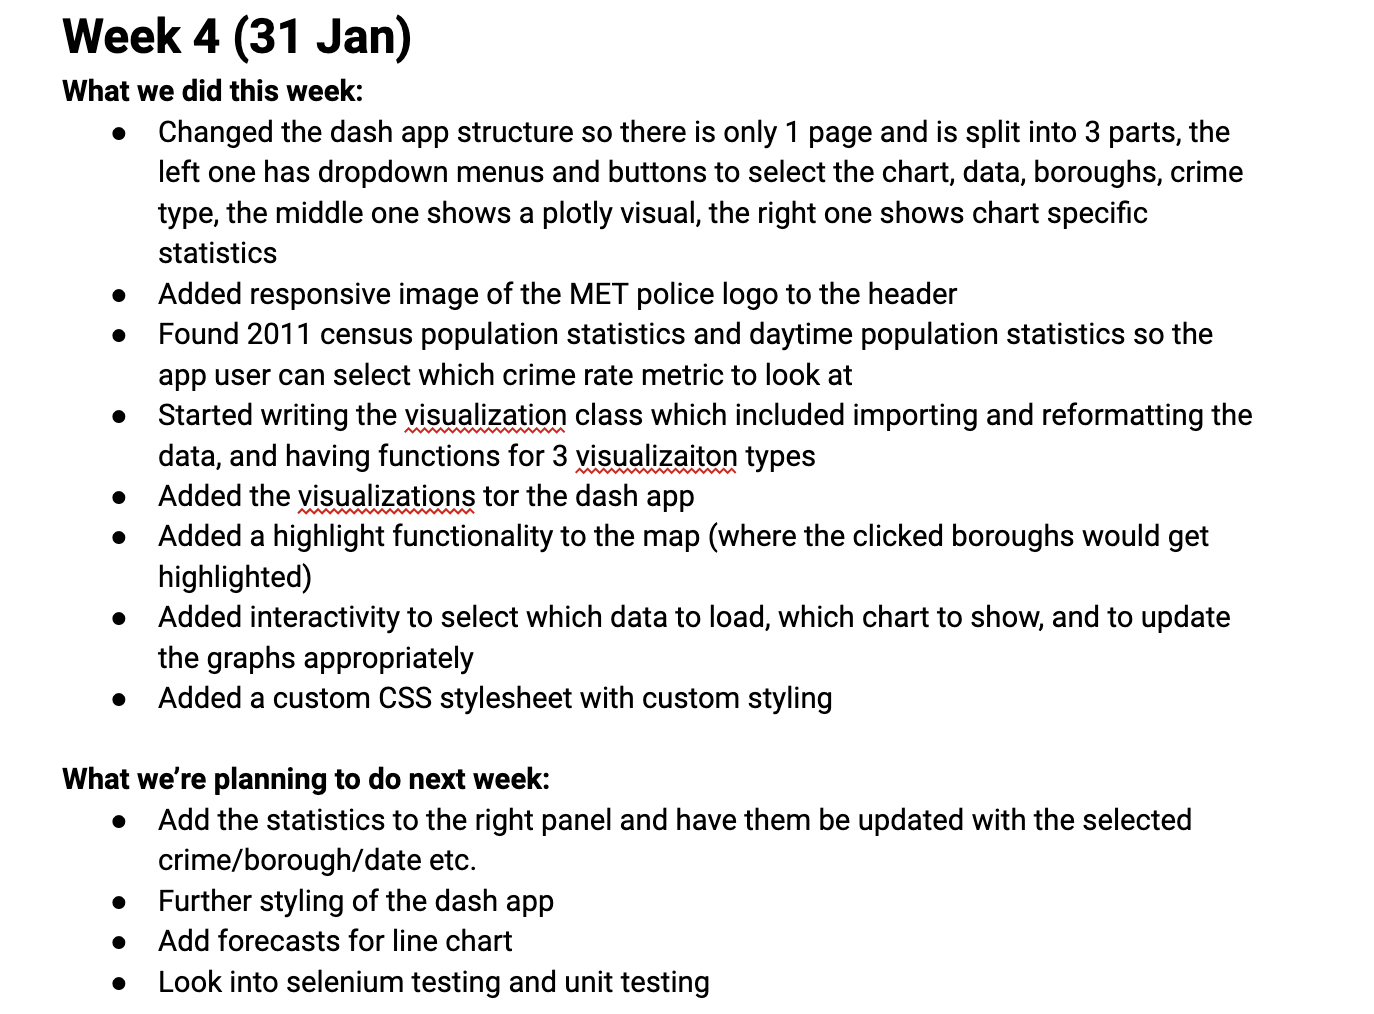 Week 4 (31 Jan)
What we did this week:
● Changed the dash app structure so there is only 1 page and is split into 3 parts, the
left one has dropdown menus and buttons to select the chart, data, boroughs, crime
type, the middle one shows a plotly visual, the right one shows chart specific
statistics
● Added responsive image of the MET police logo to the header
● Found 2011 census population statistics and daytime population statistics so the
app user can select which crime rate metric to look at
● Started writing the visualization class which included importing and reformatting the
data, and having functions for 3 visualizaiton types
● Added the visualizations tor the dash app
● Added a highlight functionality to the map (where the clicked boroughs would get
highlighted)
● Added interactivity to select which data to load, which chart to show, and to update
the graphs appropriately
● Added a custom CSS stylesheet with custom styling
What we’re planning to do next week:
● Add the statistics to the right panel and have them be updated with the selected
crime/borough/date etc.
● Further styling of the dash app
● Add forecasts for line chart
● Look into selenium testing and unit testing